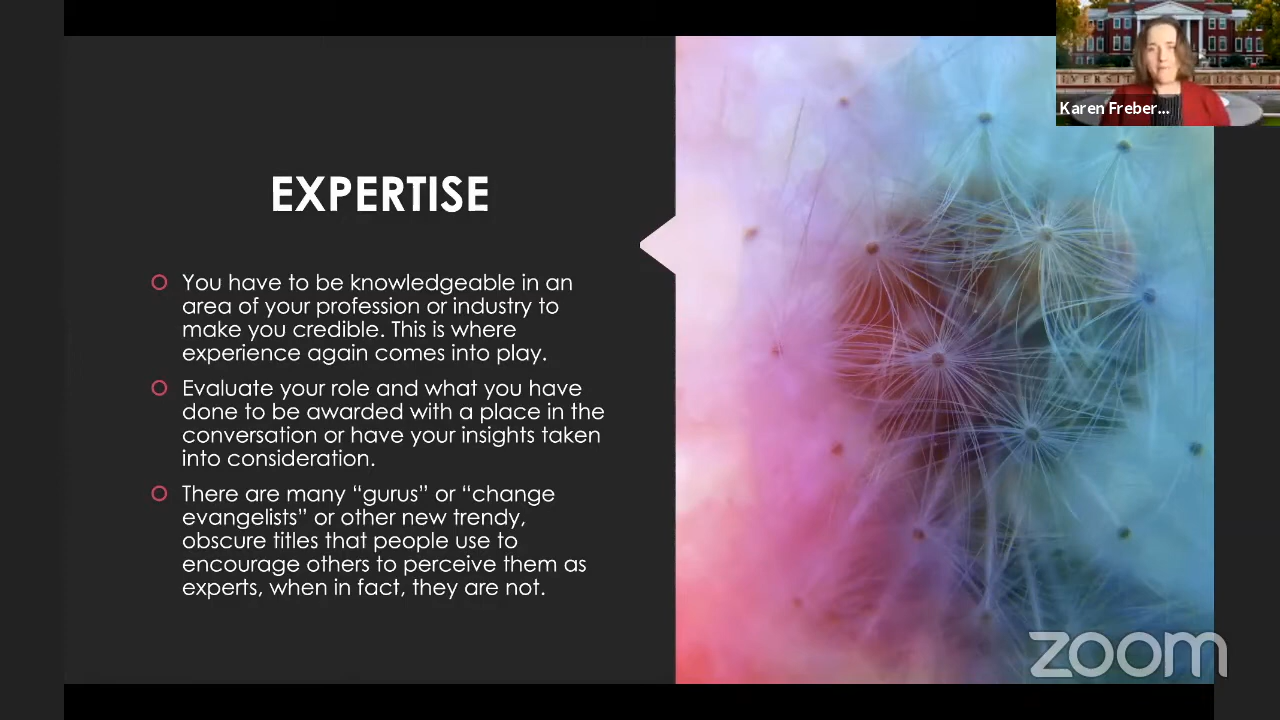 Karen Freber...
EXPERTISE
You have to be knowledgeable in an
area of your profession or industry to
make you credible. This is where
experience again comes into play.
Evaluate your role and what you have
done to be awarded with a place in the
conversation or have your insights taken
into consideration.
There are many “gurus” or “change
evangelists” or other new trendy,
obscure titles that people use to
encourage others to perceive them as
experts, when in fact, they are not.
zoom